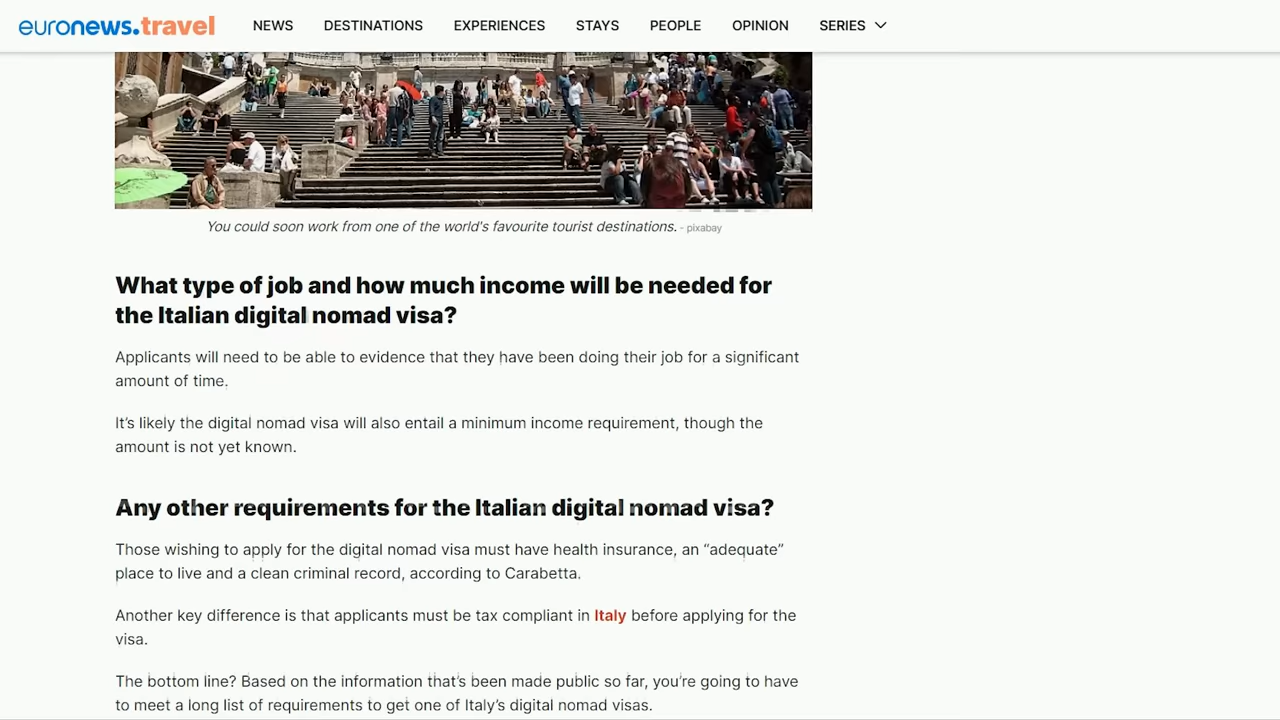 euronews.travel NEWS DESTINATIONS EXPERIENCES STAYS PEOPLE OPINION SERIES
You could soon work from one of the world's favourite tourist destinations. - pixabay
What type of job and how much income will be needed for
the Italian digital nomad visa?
Applicants will need to be able to evidence that they have been doing their job for a significant
amount of time.
It's likely the digital nomad visa will also entail a minimum income requirement, though the
amount is not yet known.
Any other requirements for the Italian digital nomad visa?
Those wishing to apply for the digital nomad visa must have health insurance, an “adequate”
place to live and a clean criminal record, according to Carabetta.
Another key difference is that applicants must be tax compliant in Italy before applying for the
visa.
The bottom line? Based on the information that's been made public so far, you're going to have
to meet a long list of requirements to get one of Italy's digital nomad visas.